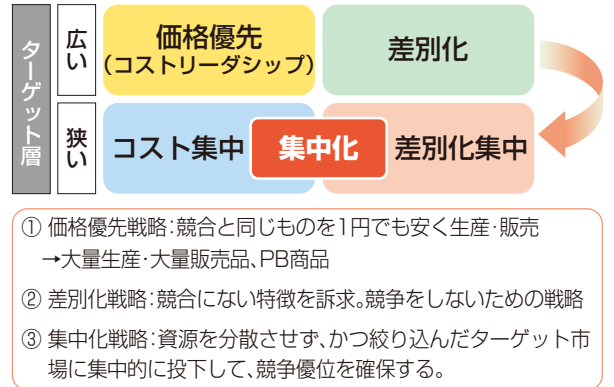 ターゲット層
広い
価格優先
(コストリーダシップ)
差別化
狭い
コスト集中
集中化
差別化集中
① 価格優先戦略:競合と同じものを1円でも安く生産･販売
→大量生産･大量販売品、PB商品
② 差別化戦略:競合にない特徴を訴求。競争をしないための戦略
③ 集中化戦略:資源を分散させず、かつ絞り込んだターゲット市
場に集中的に投下して、競争優位を確保する。